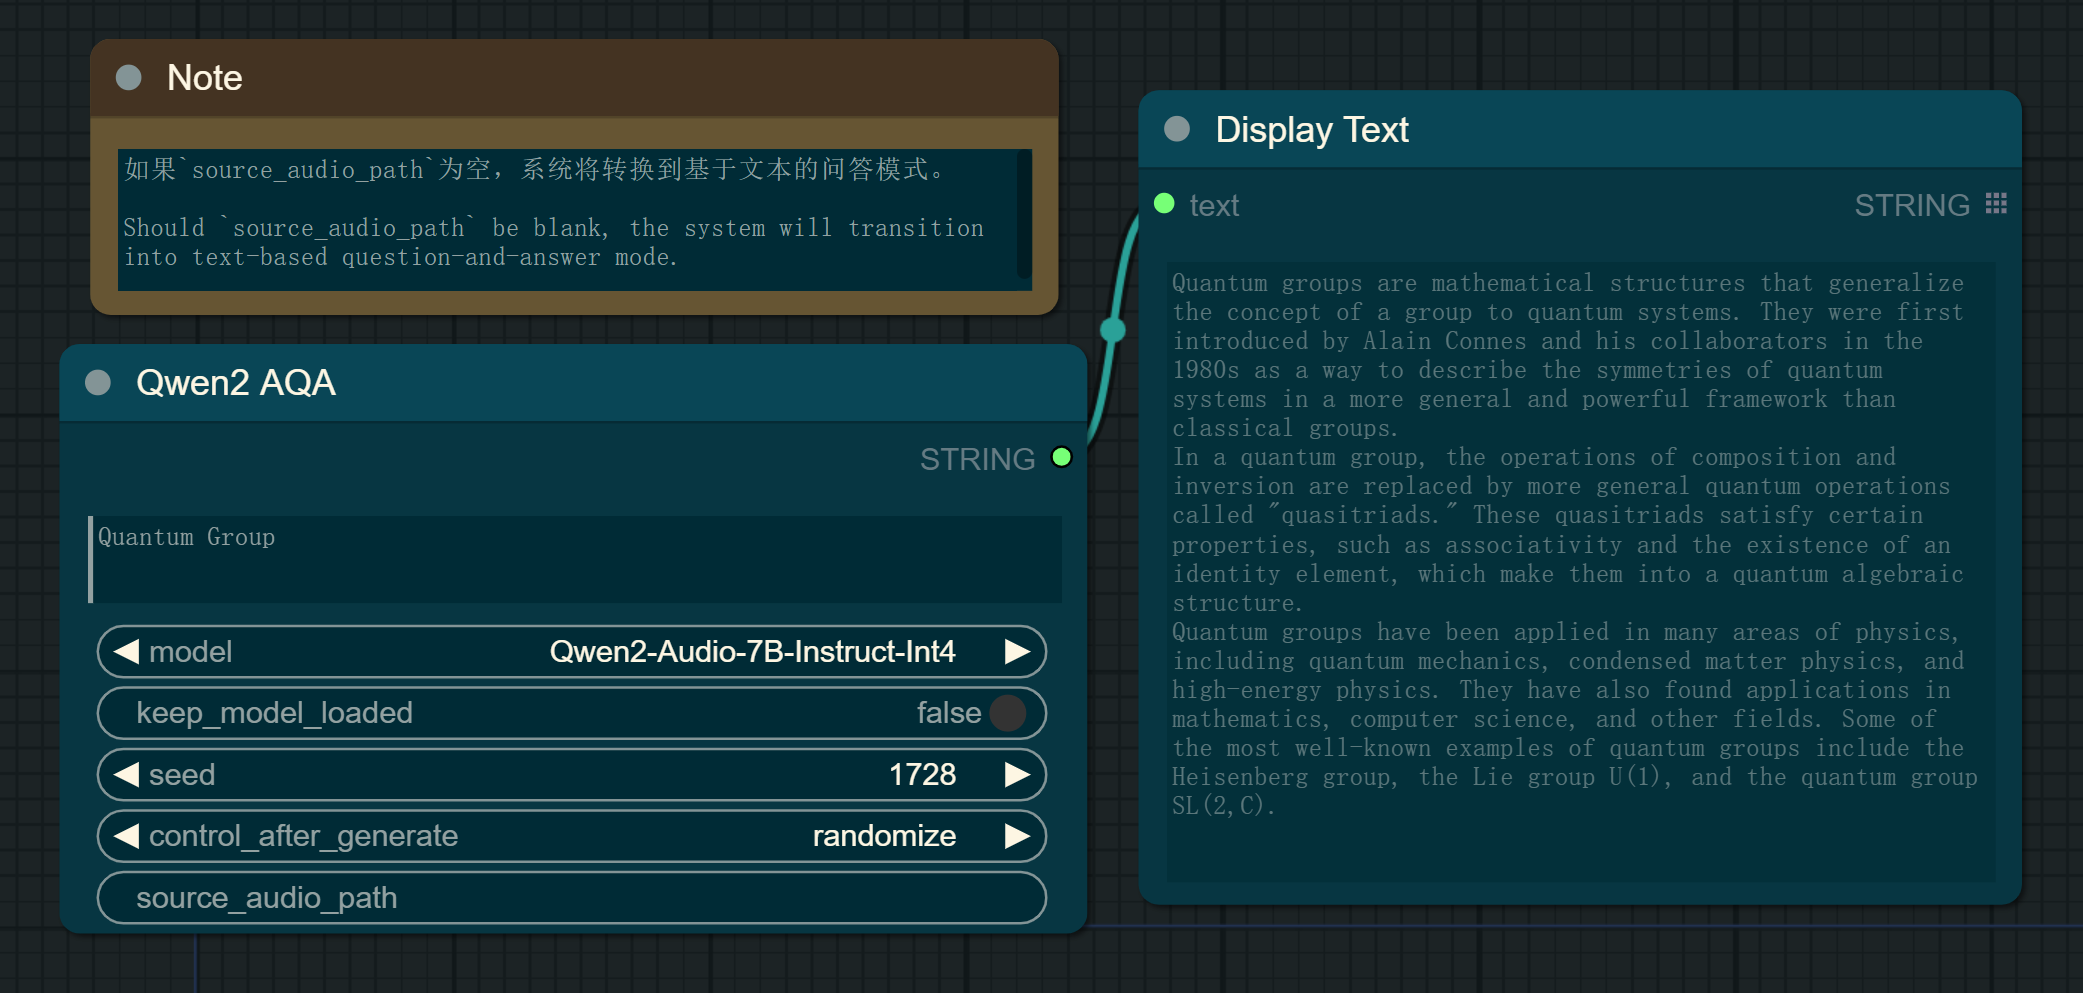 Note
如果`source_audio_path`为空，系统将转换到基于文本的问答模式。
Should `source_audio_path` be blank, the system will transition
into text-based question-and-answer mode.
Qwen2 AQA
STRING
Quantum Group
model Qwen2-Audio-7B-Instruct-Int4
keep_model_loaded false
seed 1728
control_after_generate randomize
source_audio_path
Display Text
text STRING
Quantum groups are mathematical structures that generalize
the concept of a group to quantum systems. They were first
introduced by Alain Connes and his collaborators in the
1980s as a way to describe the symmetries of quantum
systems in a more general and powerful framework than
classical groups.
In a quantum group, the operations of composition and
inversion are replaced by more general quantum operations
called "quasitriads." These quasitriads satisfy certain
properties, such as associativity and the existence of an
identity element, which make them into a quantum algebraic
structure.
Quantum groups have been applied in many areas of physics,
including quantum mechanics, condensed matter physics, and
high-energy physics. They have also found applications in
mathematics, computer science, and other fields. Some of
the most well-known examples of quantum groups include the
Heisenberg group, the Lie group U(1), and the quantum group
SL(2,C).